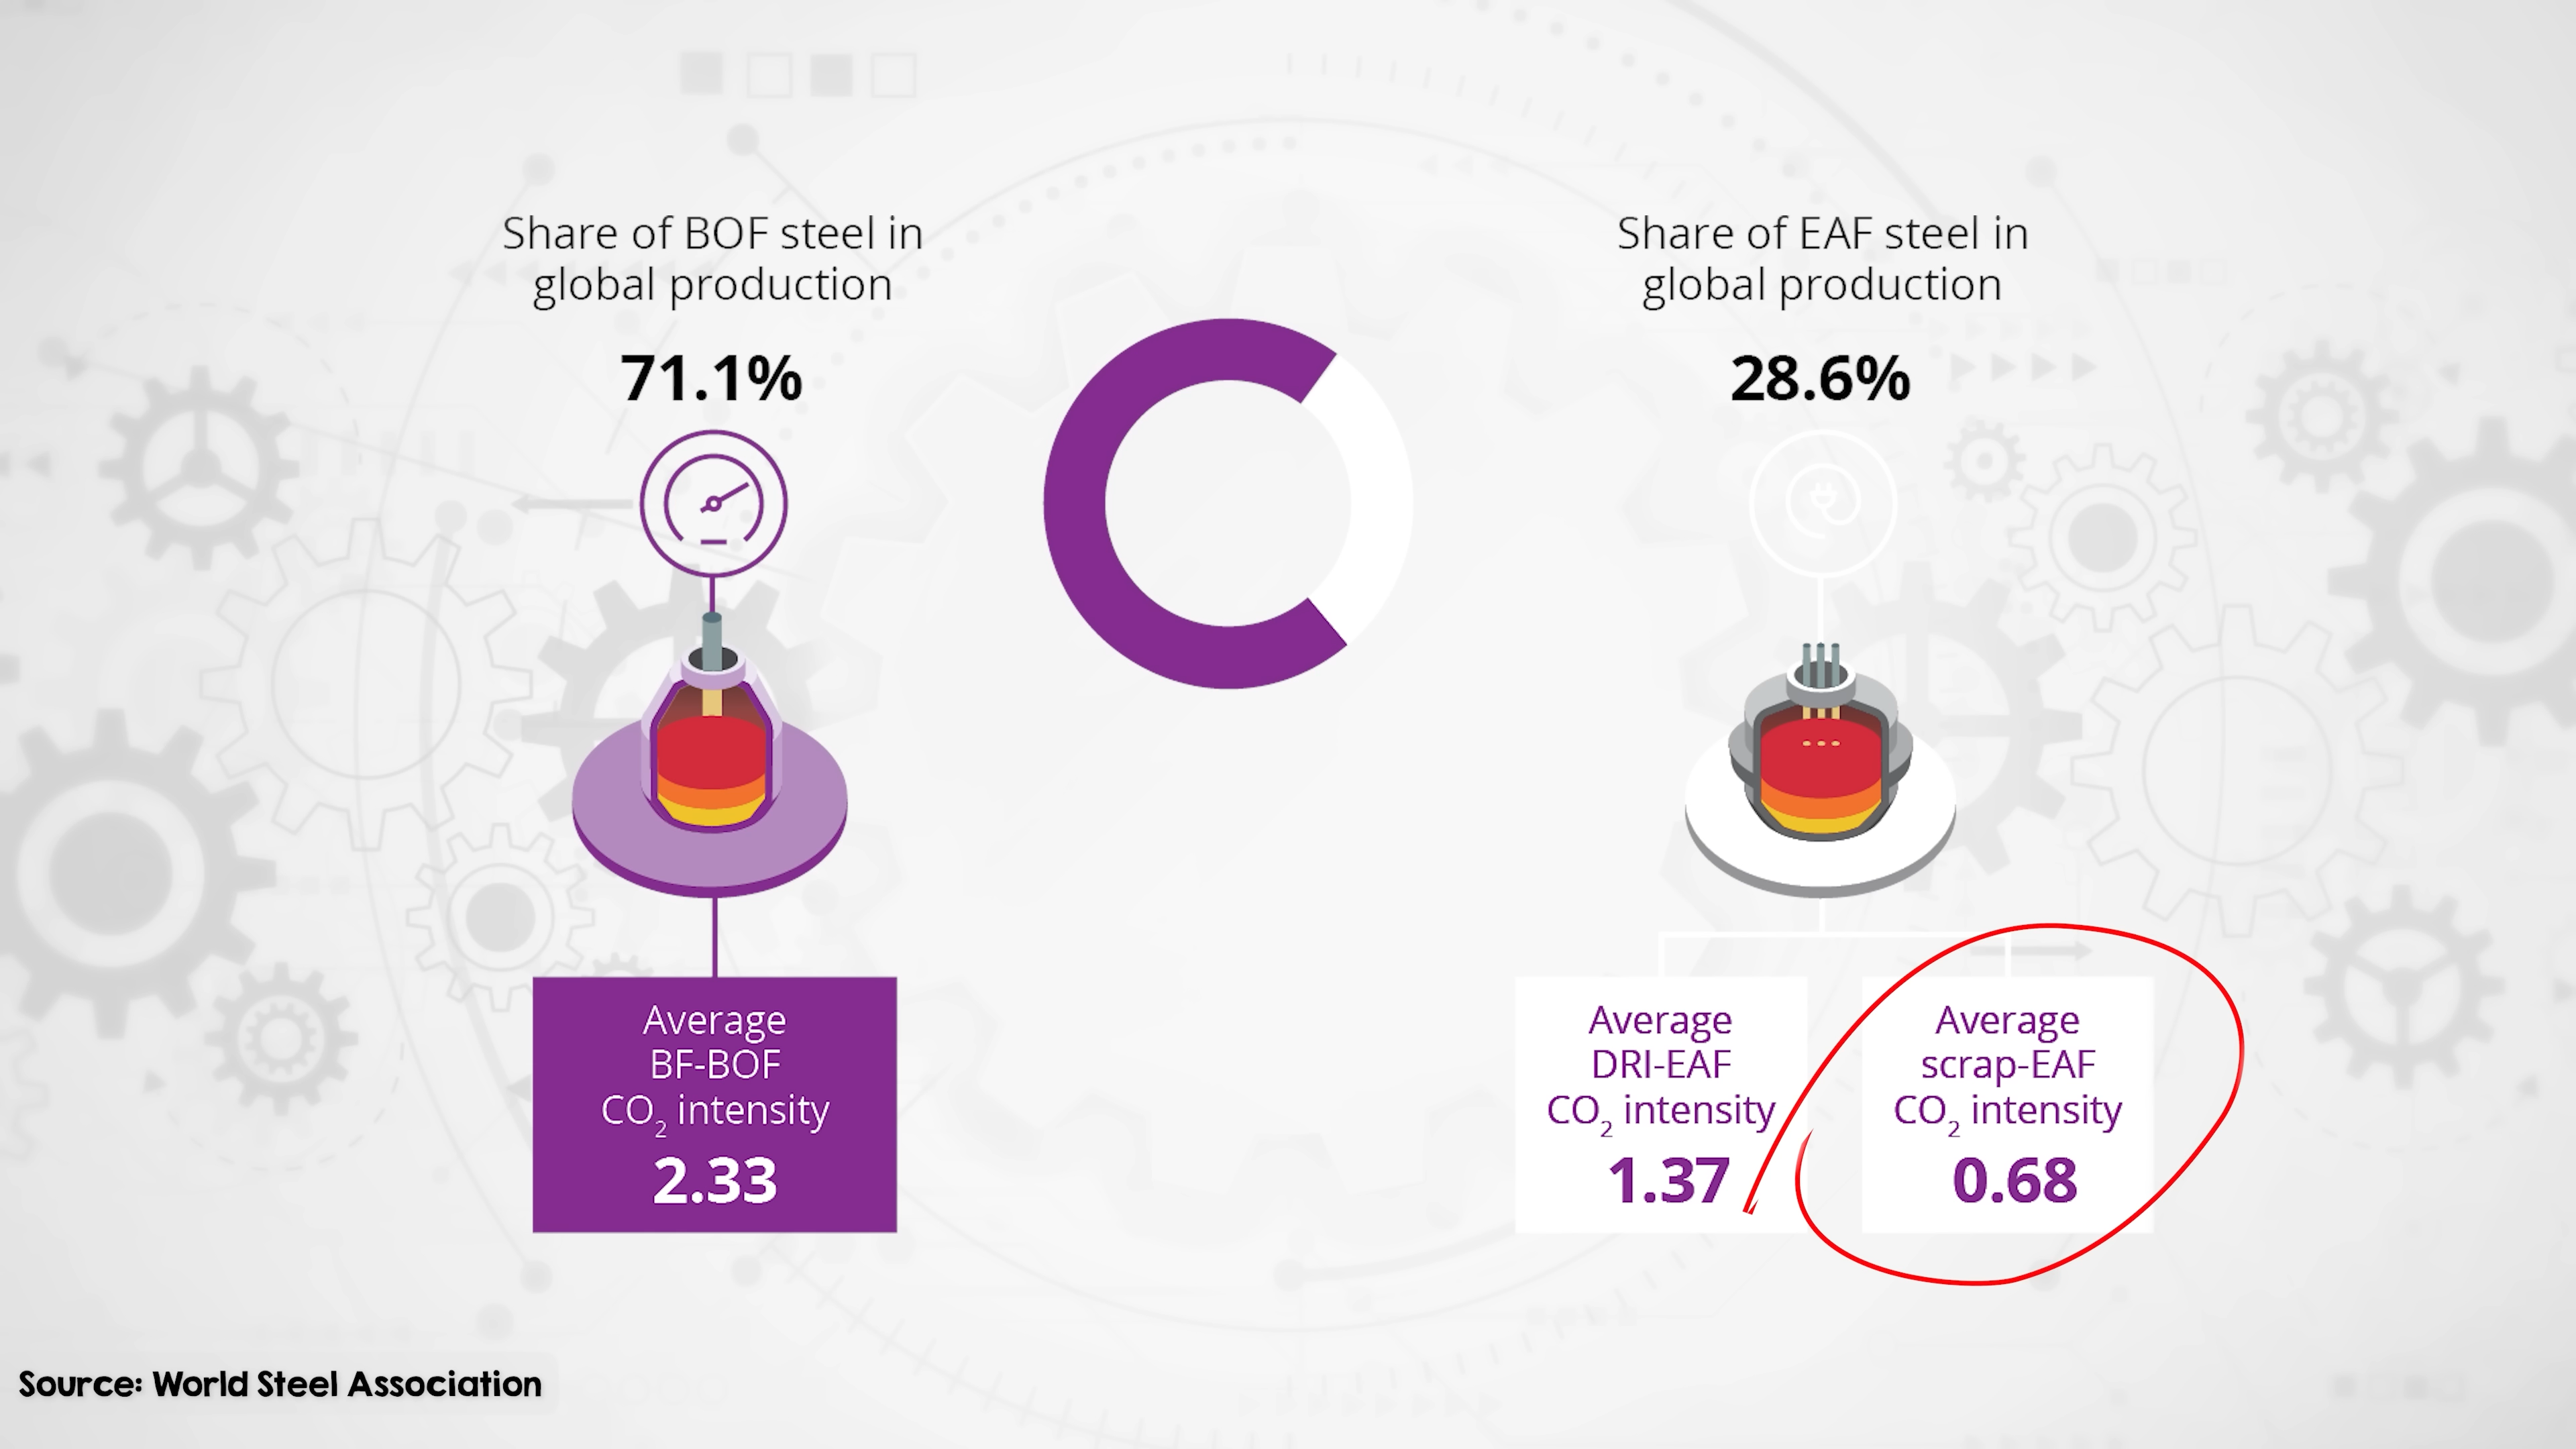 Share of BOF steel in
global production
71.1%
Share of EAF steel in
global production
28.6%
Average
BF-BOF
CO₂ intensity
2.33
Average
DRI-EAF
CO₂ intensity
1.37
Average
scrap-EAF
CO₂ intensity
0.68
Source: World Steel Association